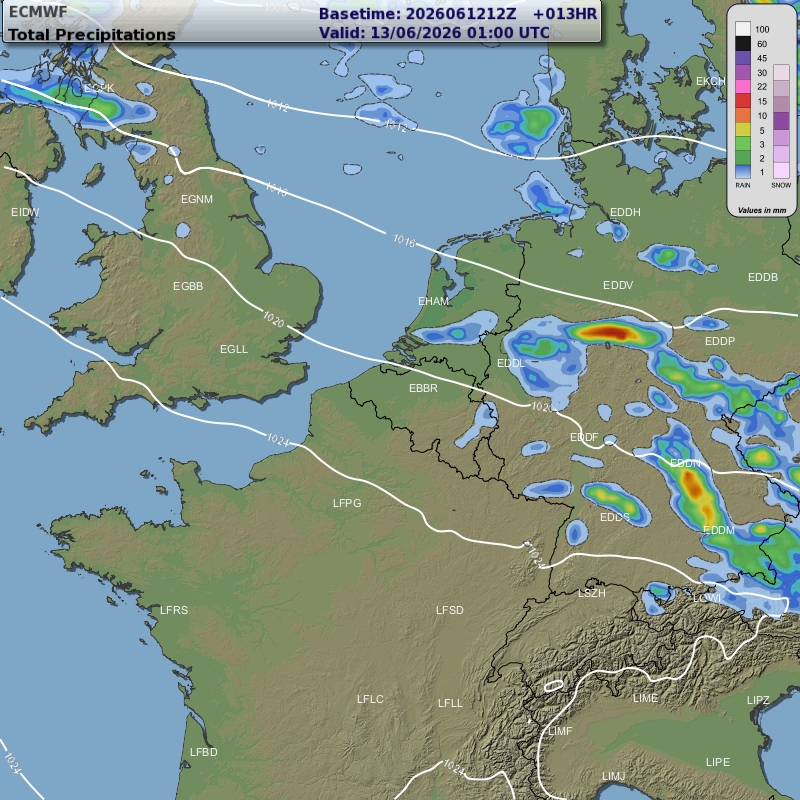 ECMWF
Basetime: 2026061212Z +013HR
Total Precipitations
Valid: 13/06/2026 01:00 UTC
100
60
45
30
22
15
10
5
3
2
1
RAIN SNOW
Values in mm
EGPK
EKCH
1012
1012
1016
EGNM
EIDW
EDDH
1016
EGBB
EDDV
EDDB
EHAM
1020
EDDP
EGLL
EDDL
EBBR
1020
1024
EDDF
EDDN
LFPG
EDDS
EDDM
1024
LSZH
LOWI
LFRS
LFSD
LFLC
LFLL
LIME
LIPZ
LIMF
LFBD
1024
1024
LIPE
LIMJ